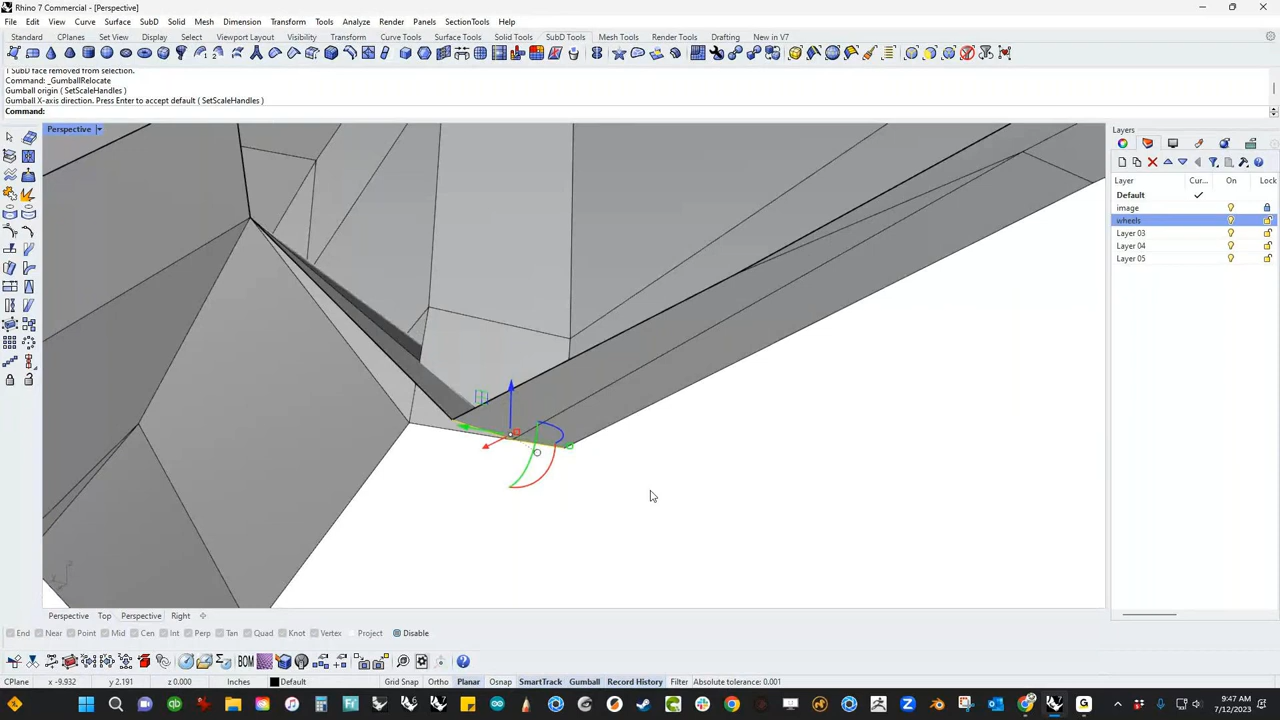 Rhino 7 Commercial - [Perspective]
File Edit View Curve Surface SubD Solid Mesh Dimension Transform Tools Analyze Render Panels SectionTools Help
Standard CPlanes Set View Display Select Viewport Layout Visibility Transform Curve Tools Surface Tools Solid Tools SubD Tools Mesh Tools Render Tools Drafting New in V7
1 SubD face removed from selection.
Command: _GumballRelocate
Gumball origin ( SetScaleHandles )
Gumball X-axis direction. Press Enter to accept default ( SetScaleHandles )
Command:
Perspective
Layers
Layer Cur... On Lock
Default
image
wheels
Layer 03
Layer 04
Layer 05
Perspective Top Perspective Right
End Near Point Mid Cen Int Perp Tan Quad Knot Vertex Project Disable
BOM
CPlane x -9.932 y 2.191 z 0.000 Inches Default Grid Snap Ortho Planar Osnap SmartTrack Gumball Record History Filter Absolute tolerance: 0.001
9:47 AM
7/12/2023